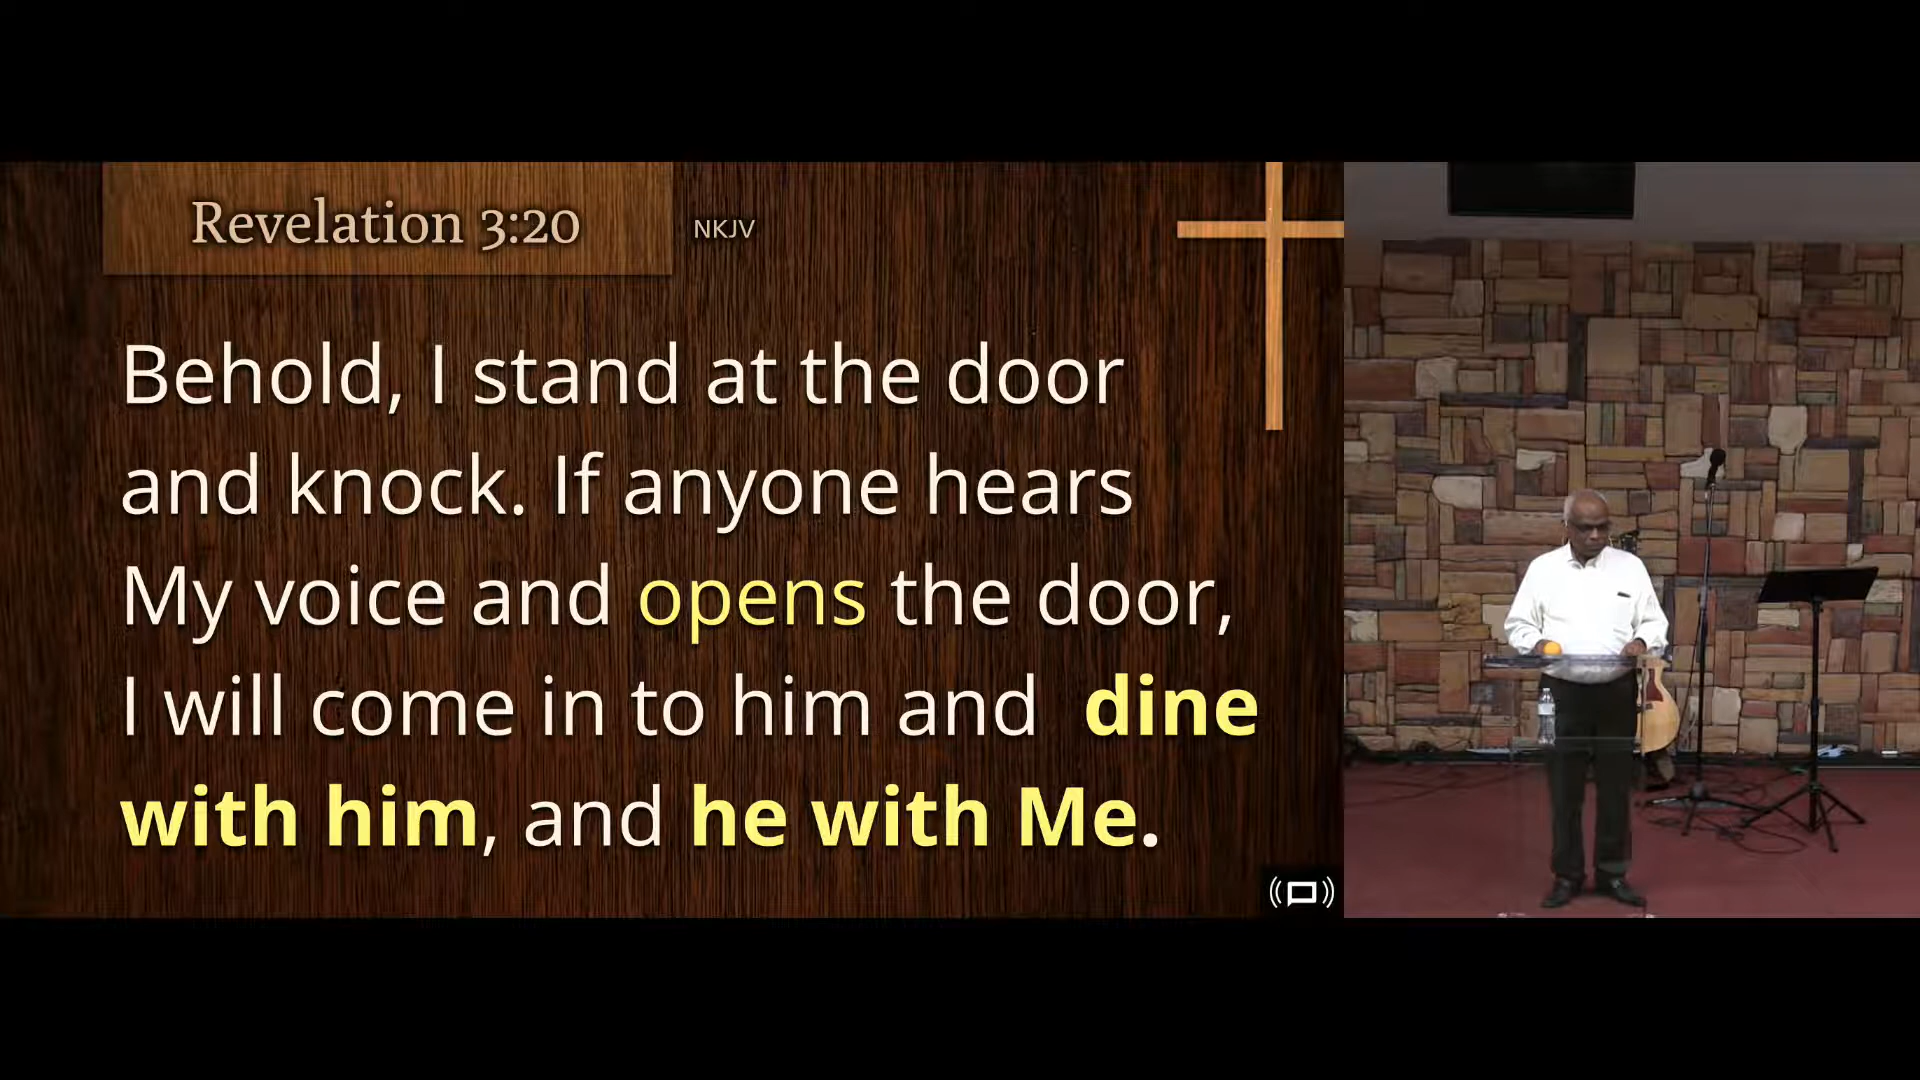 Revelation 3:20
NKJV
Behold, I stand at the door
and knock. If anyone hears
My voice and opens the door,
I will come in to him and dine
with him, and he with Me.